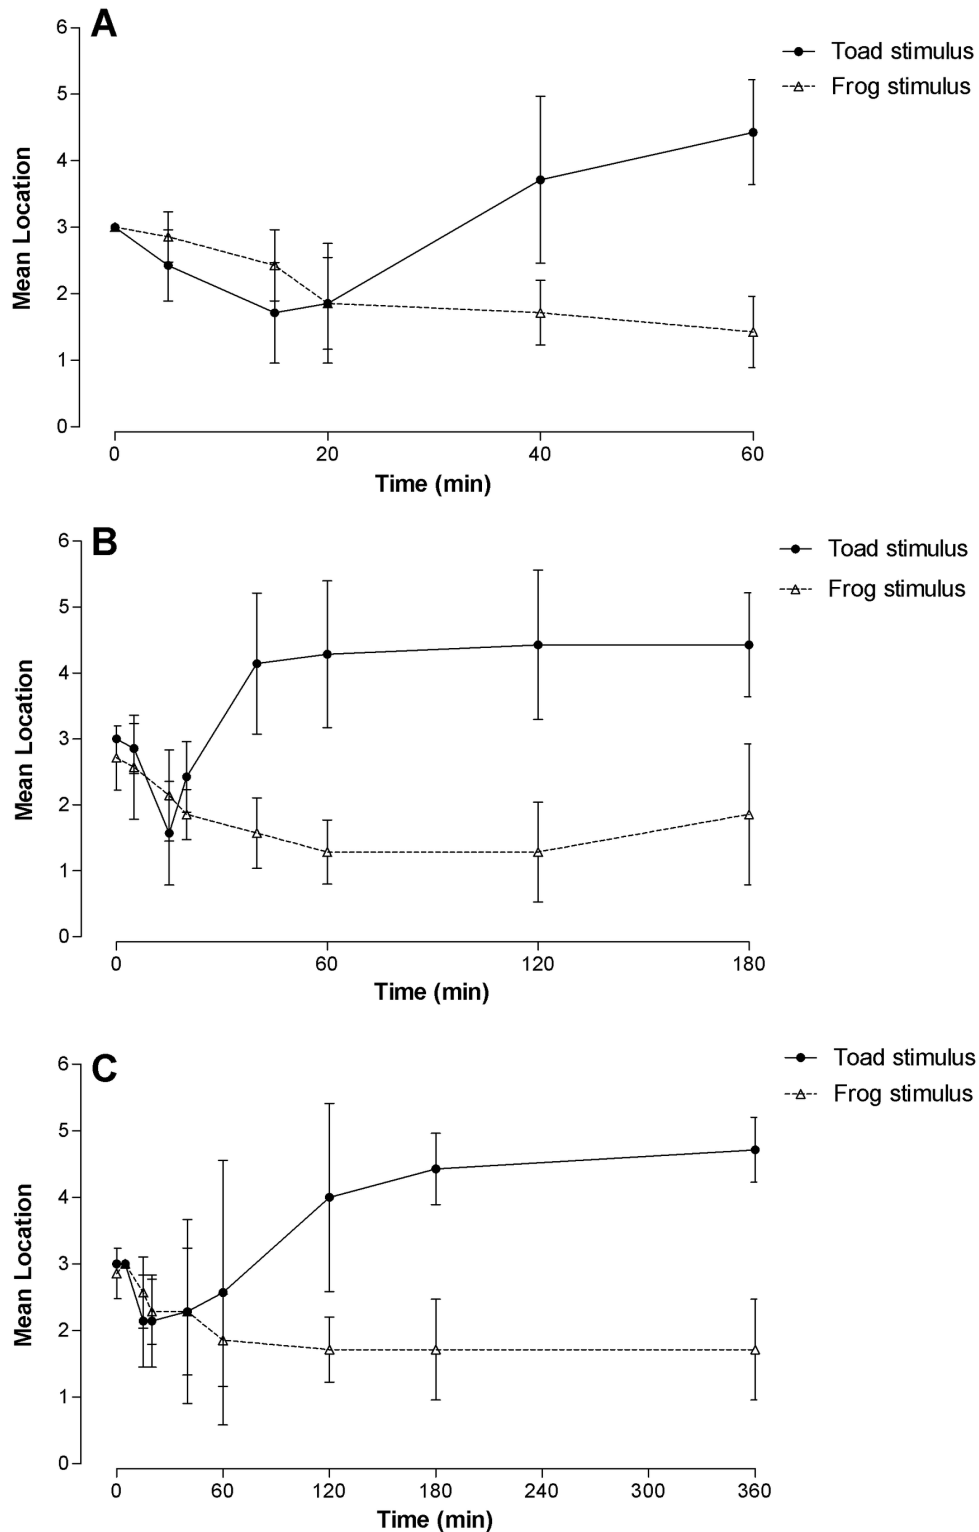 A
6
5
4
3
2
1
0
Mean Location
0 20 40 60
Time (min)
Toad stimulus
Frog stimulus
B
6
5
4
3
2
1
0
Mean Location
0 60 120 180
Time (min)
Toad stimulus
Frog stimulus
C
6
5
4
3
2
1
0
Mean Location
0 60 120 180 240 300 360
Time (min)
Toad stimulus
Frog stimulus